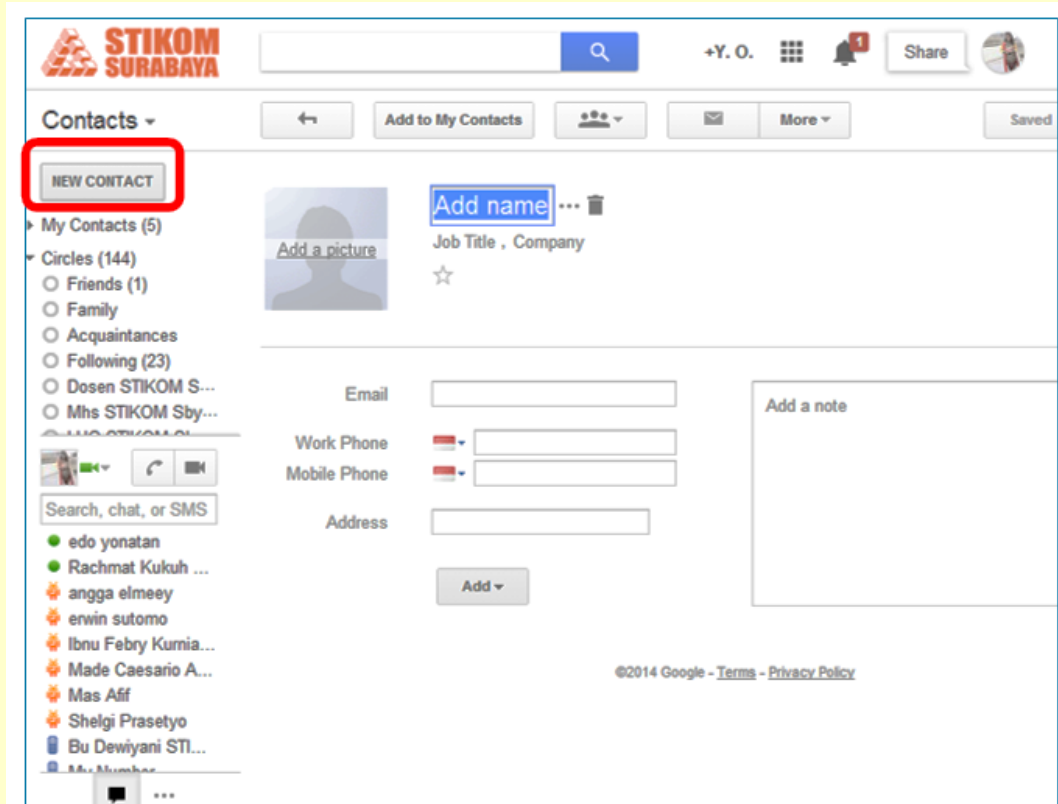 STIKOM
SURABAYA
+Y. O.
1
Share
Contacts
Add to My Contacts
More
Saved
NEW CONTACT
My Contacts (5)
Circles (144)
Friends (1)
Family
Acquaintances
Following (23)
Dosen STIKOM S...
Mhs STIKOM Sby...
Add a picture
Add name ...
Job Title , Company
Email
Work Phone
Mobile Phone
Address
Add
Add a note
Search, chat, or SMS
edo yonatan
Rachmat Kukuh ...
angga elmeey
erwin sutomo
Ibnu Febry Kurnia...
Made Caesario A...
Mas Afif
Shelgi Prasetyo
Bu Dewiyani STI...
My Number
©2014 Google - Terms - Privacy Policy